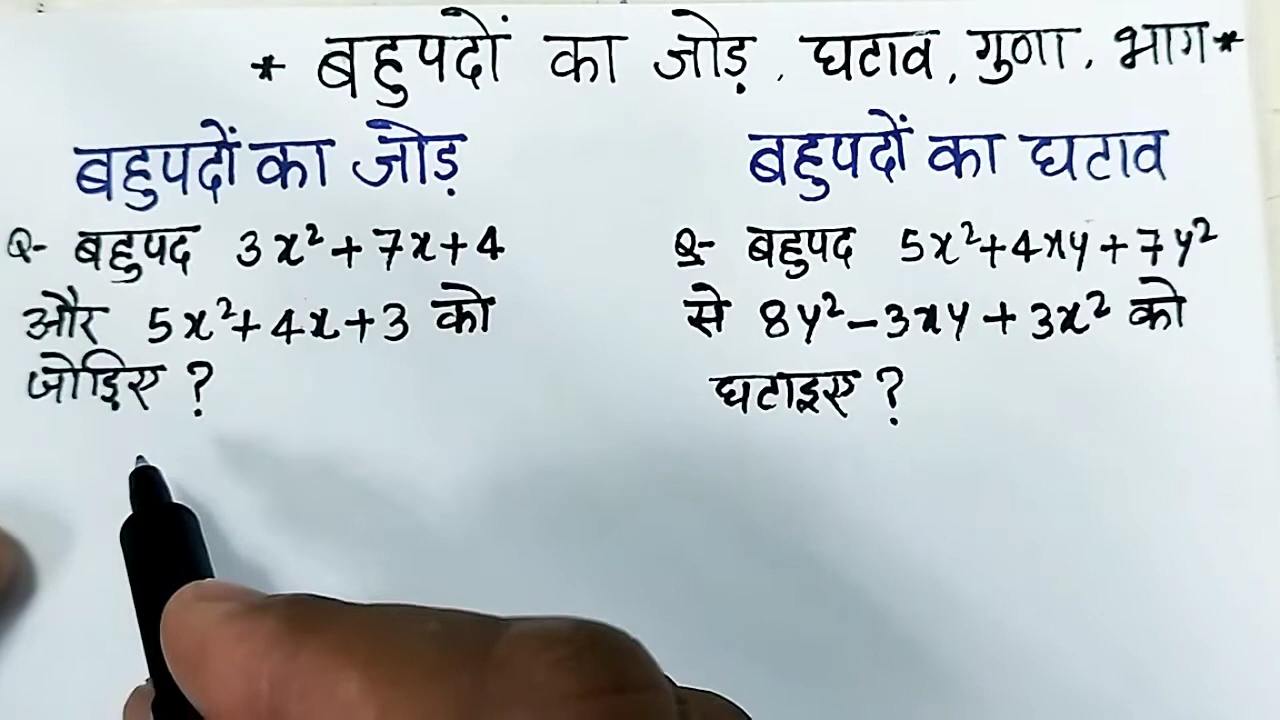 * बहुपदों का जोड़, घटाव, गुणा, भाग*
बहुपदों का जोड़
Q- बहुपद 3x²+7x+4
और 5x²+4x+3 को
जोड़िए ?
बहुपदों का घटाव
Q- बहुपद 5x²+4xy+7y²
से 8y²-3xy+3x² को
घटाइए ?